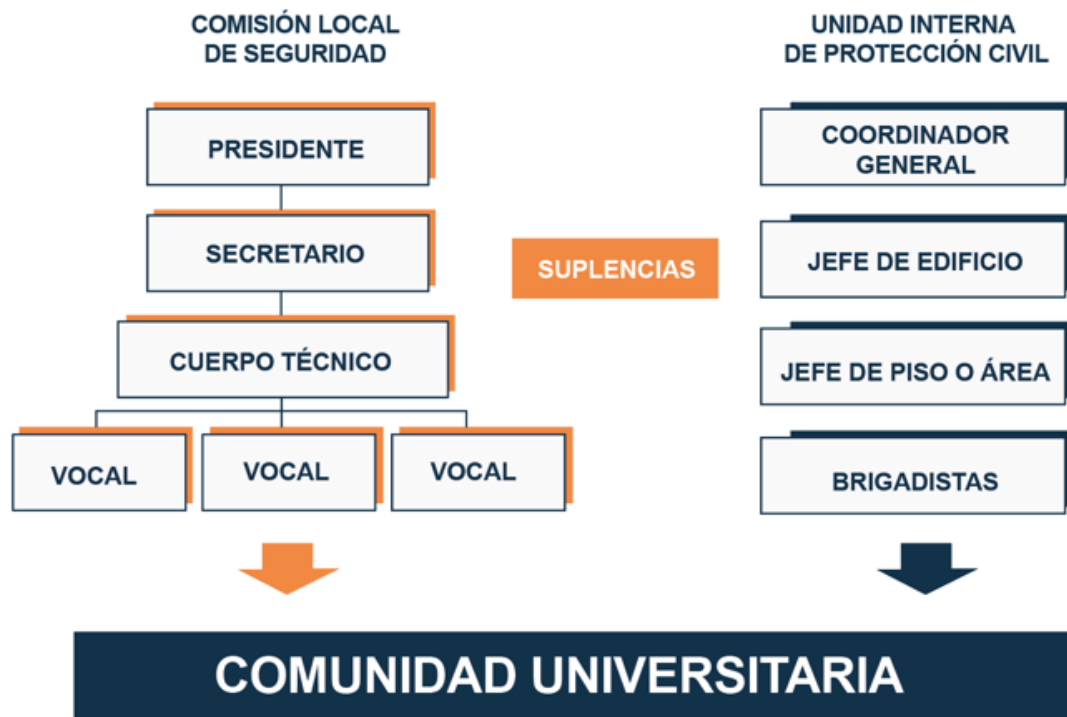 COMISIÓN LOCAL
DE SEGURIDAD
PRESIDENTE
SECRETARIO
CUERPO TÉCNICO
VOCAL
VOCAL
VOCAL
SUPLENCIAS
UNIDAD INTERNA
DE PROTECCIÓN CIVIL
COORDINADOR
GENERAL
JEFE DE EDIFICIO
JEFE DE PISO O ÁREA
BRIGADISTAS
COMUNIDAD UNIVERSITARIA